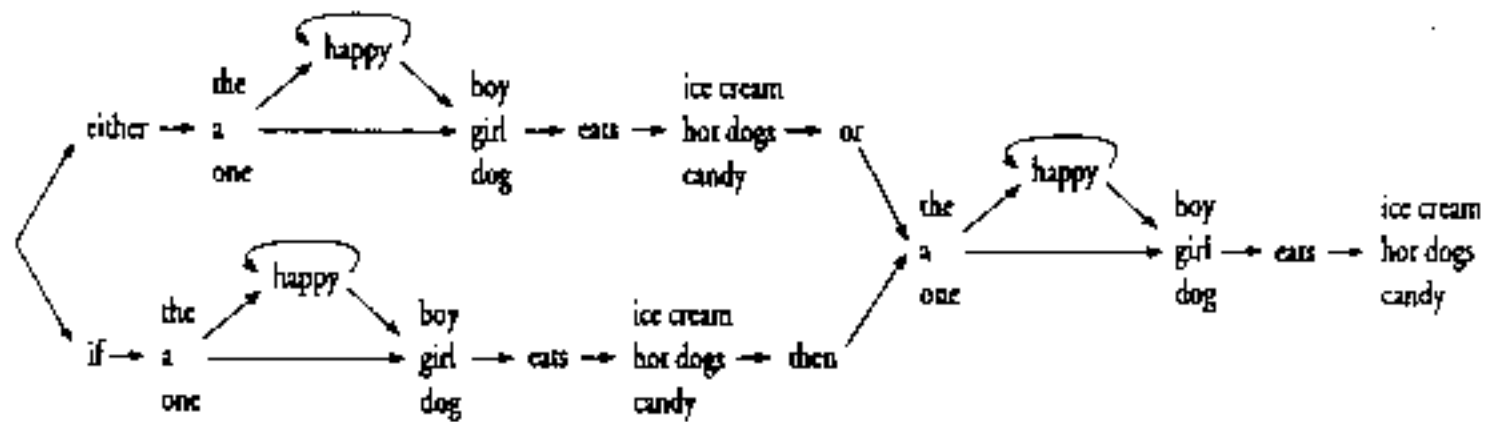 happy
the boy ice cream
either a girl eats hot dogs or
one dog candy
happy
the boy ice cream
a girl eats hot dogs
one dog candy
happy
the boy ice cream
if a girl eats hot dogs then
one dog candy